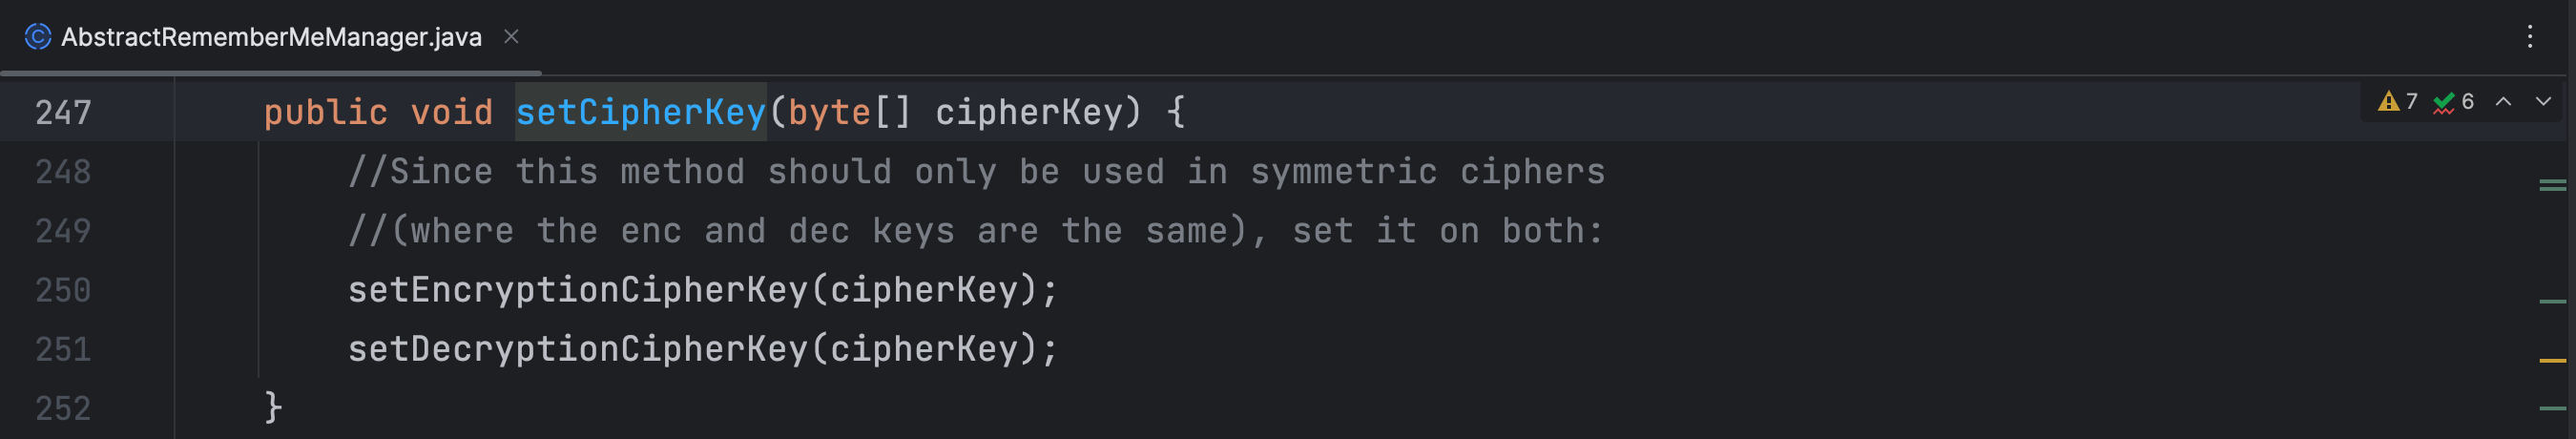 AbstractRememberMeManager.java
247 public void setCipherKey(byte[] cipherKey) {
7 6
248 //Since this method should only be used in symmetric ciphers
249 //(where the enc and dec keys are the same), set it on both:
250 setEncryptionCipherKey(cipherKey);
251 setDecryptionCipherKey(cipherKey);
252 }